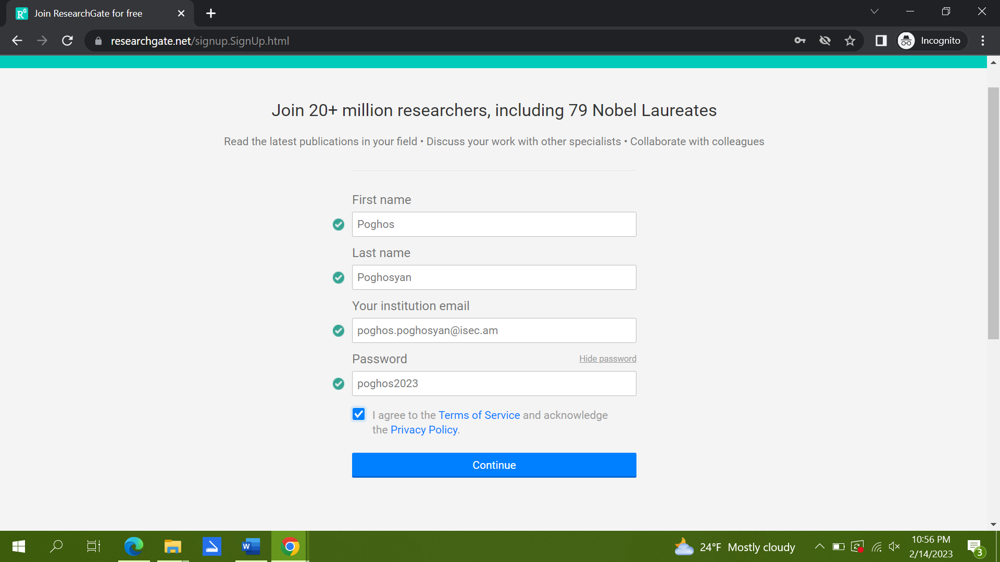 Join ResearchGate for free
researchgate.net/signup.SignUp.html
Incognito
Join 20+ million researchers, including 79 Nobel Laureates
Read the latest publications in your field • Discuss your work with other specialists • Collaborate with colleagues
First name
Poghos
Last name
Poghosyan
Your institution email
poghos.poghosyan@isec.am
Password Hide password
poghos2023
I agree to the Terms of Service and acknowledge
the Privacy Policy.
Continue
24°F Mostly cloudy
10:56 PM
2/14/2023
3